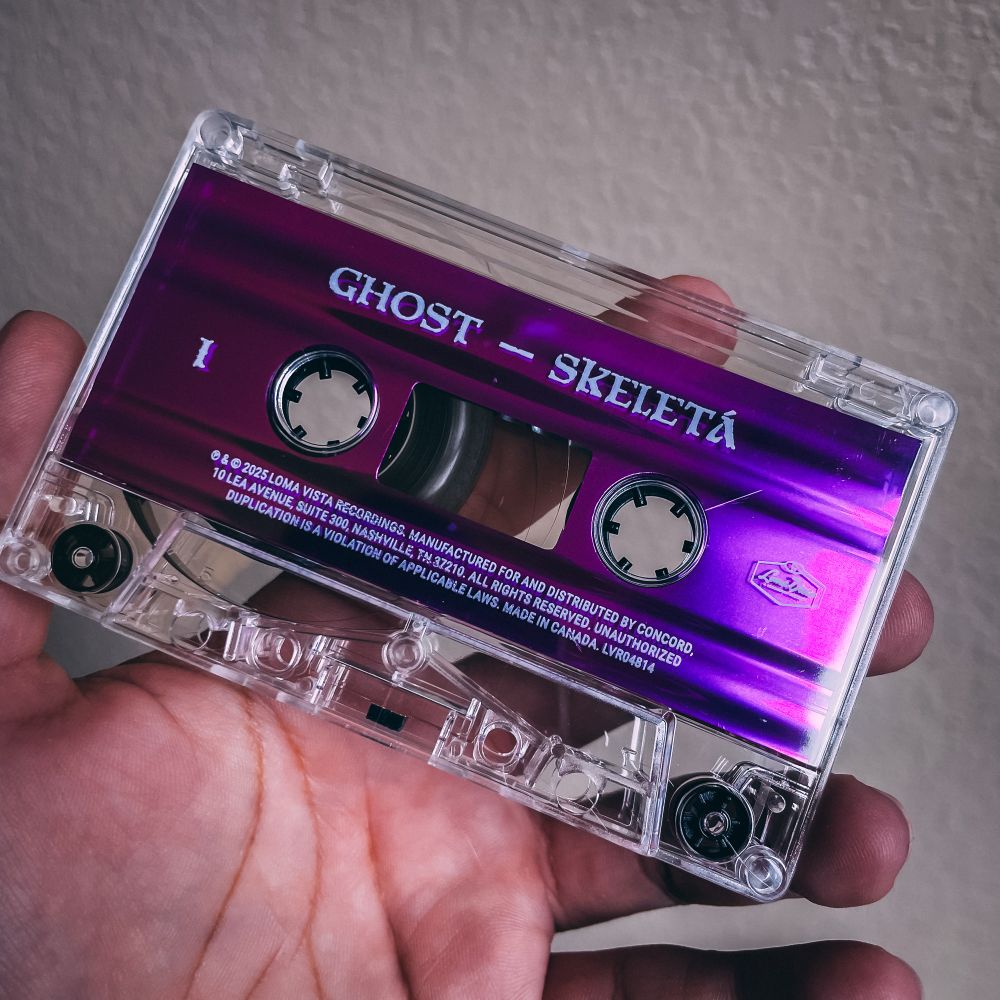 GHOST – SKELETÁ
I
℗ & © 2025 LOMA VISTA RECORDINGS. MANUFACTURED FOR AND DISTRIBUTED BY CONCORD,
10 LEA AVENUE, SUITE 300, NASHVILLE, TN 37210. ALL RIGHTS RESERVED. UNAUTHORIZED
DUPLICATION IS A VIOLATION OF APPLICABLE LAWS. MADE IN CANADA. LVR04814